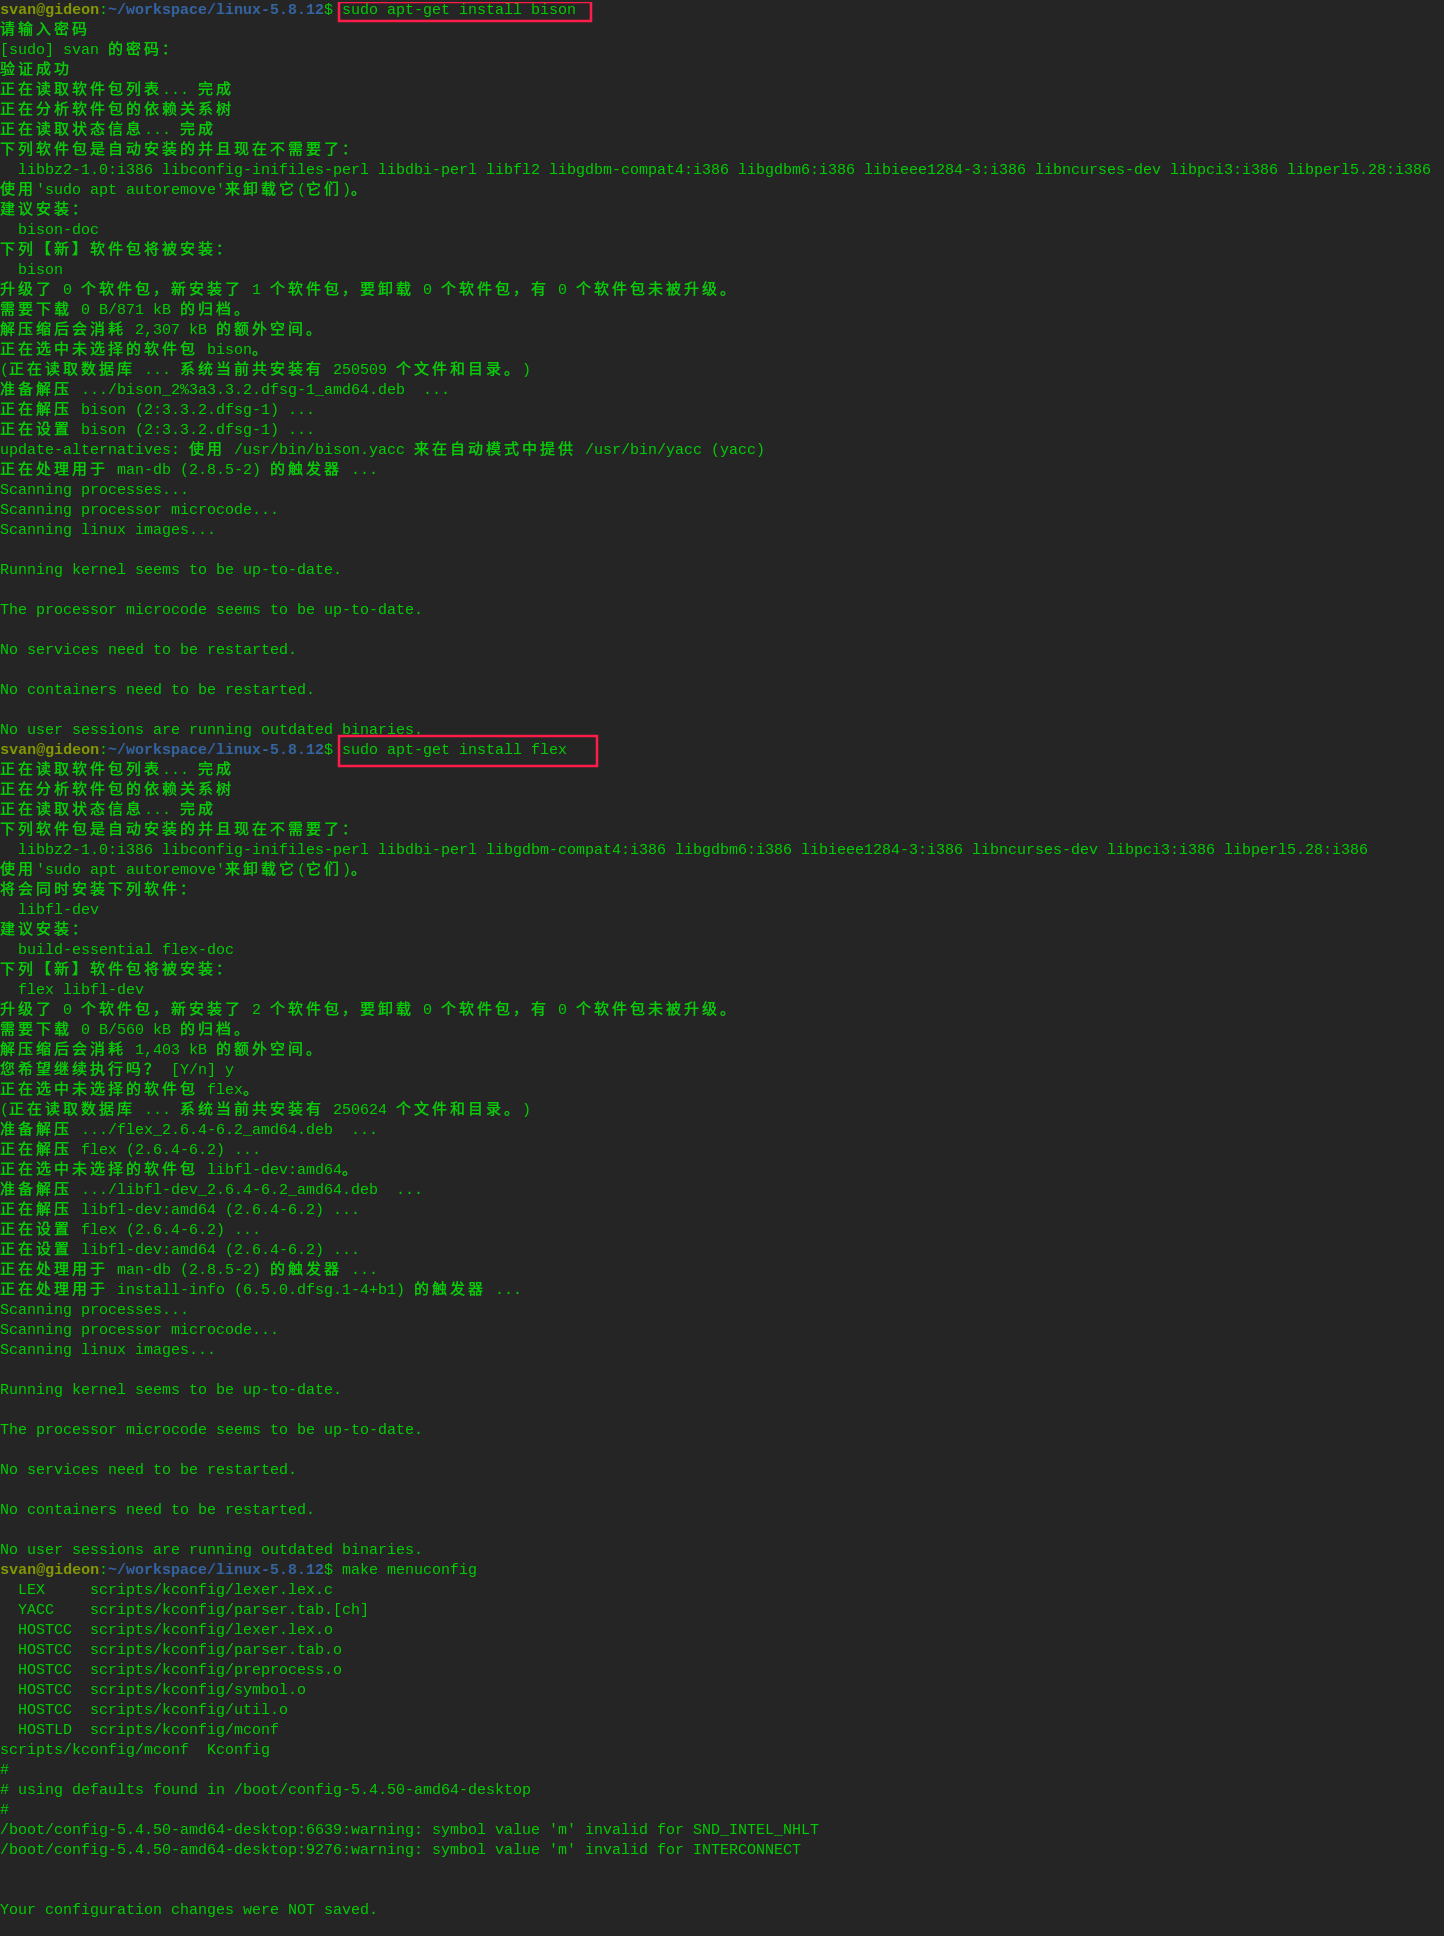 svan@gideon:~/workspace/linux-5.8.12$ sudo apt-get install bison
请输入密码
[sudo] svan 的密码：
验证成功
正在读取软件包列表... 完成
正在分析软件包的依赖关系树
正在读取状态信息... 完成
下列软件包是自动安装的并且现在不需要了：
  libbz2-1.0:i386 libconfig-inifiles-perl libdbi-perl libfl2 libgdbm-compat4:i386 libgdbm6:i386 libieee1284-3:i386 libncurses-dev libpci3:i386 libperl5.28:i386
使用'sudo apt autoremove'来卸载它(它们)。
建议安装：
  bison-doc
下列【新】软件包将被安装：
  bison
升级了 0 个软件包，新安装了 1 个软件包，要卸载 0 个软件包，有 0 个软件包未被升级。
需要下载 0 B/871 kB 的归档。
解压缩后会消耗 2,307 kB 的额外空间。
正在选中未选择的软件包 bison。
(正在读取数据库 ... 系统当前共安装有 250509 个文件和目录。)
准备解压 .../bison_2%3a3.3.2.dfsg-1_amd64.deb  ...
正在解压 bison (2:3.3.2.dfsg-1) ...
正在设置 bison (2:3.3.2.dfsg-1) ...
update-alternatives: 使用 /usr/bin/bison.yacc 来在自动模式中提供 /usr/bin/yacc (yacc)
正在处理用于 man-db (2.8.5-2) 的触发器 ...
Scanning processes...
Scanning processor microcode...
Scanning linux images...
Running kernel seems to be up-to-date.
The processor microcode seems to be up-to-date.
No services need to be restarted.
No containers need to be restarted.
No user sessions are running outdated binaries.
svan@gideon:~/workspace/linux-5.8.12$ sudo apt-get install flex
正在读取软件包列表... 完成
正在分析软件包的依赖关系树
正在读取状态信息... 完成
下列软件包是自动安装的并且现在不需要了：
  libbz2-1.0:i386 libconfig-inifiles-perl libdbi-perl libgdbm-compat4:i386 libgdbm6:i386 libieee1284-3:i386 libncurses-dev libpci3:i386 libperl5.28:i386
使用'sudo apt autoremove'来卸载它(它们)。
将会同时安装下列软件：
  libfl-dev
建议安装：
  build-essential flex-doc
下列【新】软件包将被安装：
  flex libfl-dev
升级了 0 个软件包，新安装了 2 个软件包，要卸载 0 个软件包，有 0 个软件包未被升级。
需要下载 0 B/560 kB 的归档。
解压缩后会消耗 1,403 kB 的额外空间。
您希望继续执行吗？ [Y/n] y
正在选中未选择的软件包 flex。
(正在读取数据库 ... 系统当前共安装有 250624 个文件和目录。)
准备解压 .../flex_2.6.4-6.2_amd64.deb  ...
正在解压 flex (2.6.4-6.2) ...
正在选中未选择的软件包 libfl-dev:amd64。
准备解压 .../libfl-dev_2.6.4-6.2_amd64.deb  ...
正在解压 libfl-dev:amd64 (2.6.4-6.2) ...
正在设置 flex (2.6.4-6.2) ...
正在设置 libfl-dev:amd64 (2.6.4-6.2) ...
正在处理用于 man-db (2.8.5-2) 的触发器 ...
正在处理用于 install-info (6.5.0.dfsg.1-4+b1) 的触发器 ...
Scanning processes...
Scanning processor microcode...
Scanning linux images...
Running kernel seems to be up-to-date.
The processor microcode seems to be up-to-date.
No services need to be restarted.
No containers need to be restarted.
No user sessions are running outdated binaries.
svan@gideon:~/workspace/linux-5.8.12$ make menuconfig
  LEX     scripts/kconfig/lexer.lex.c
  YACC    scripts/kconfig/parser.tab.[ch]
  HOSTCC  scripts/kconfig/lexer.lex.o
  HOSTCC  scripts/kconfig/parser.tab.o
  HOSTCC  scripts/kconfig/preprocess.o
  HOSTCC  scripts/kconfig/symbol.o
  HOSTCC  scripts/kconfig/util.o
  HOSTLD  scripts/kconfig/mconf
scripts/kconfig/mconf  Kconfig
#
# using defaults found in /boot/config-5.4.50-amd64-desktop
#
/boot/config-5.4.50-amd64-desktop:6639:warning: symbol value 'm' invalid for SND_INTEL_NHLT
/boot/config-5.4.50-amd64-desktop:9276:warning: symbol value 'm' invalid for INTERCONNECT
Your configuration changes were NOT saved.